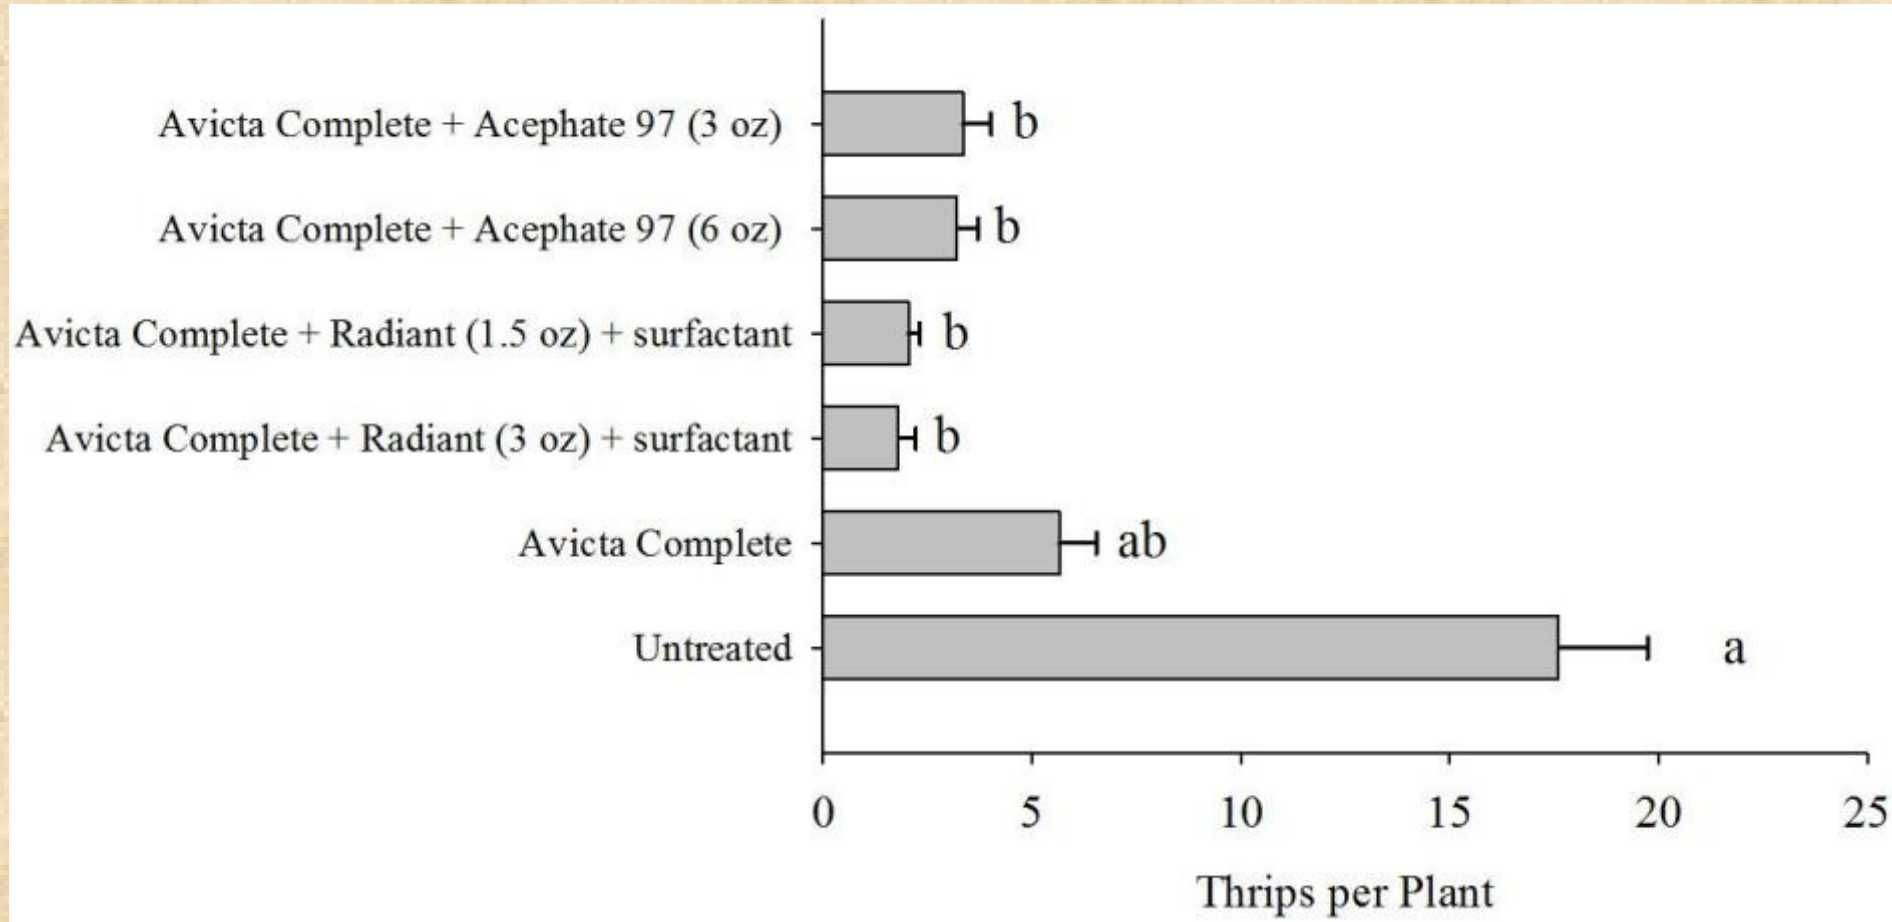 Avicta Complete + Acephate 97 (3 oz)
b
Avicta Complete + Acephate 97 (6 oz)
b
Avicta Complete + Radiant (1.5 oz) + surfactant
b
Avicta Complete + Radiant (3 oz) + surfactant
b
Avicta Complete
ab
Untreated
a
0 5 10 15 20 25
Thrips per Plant